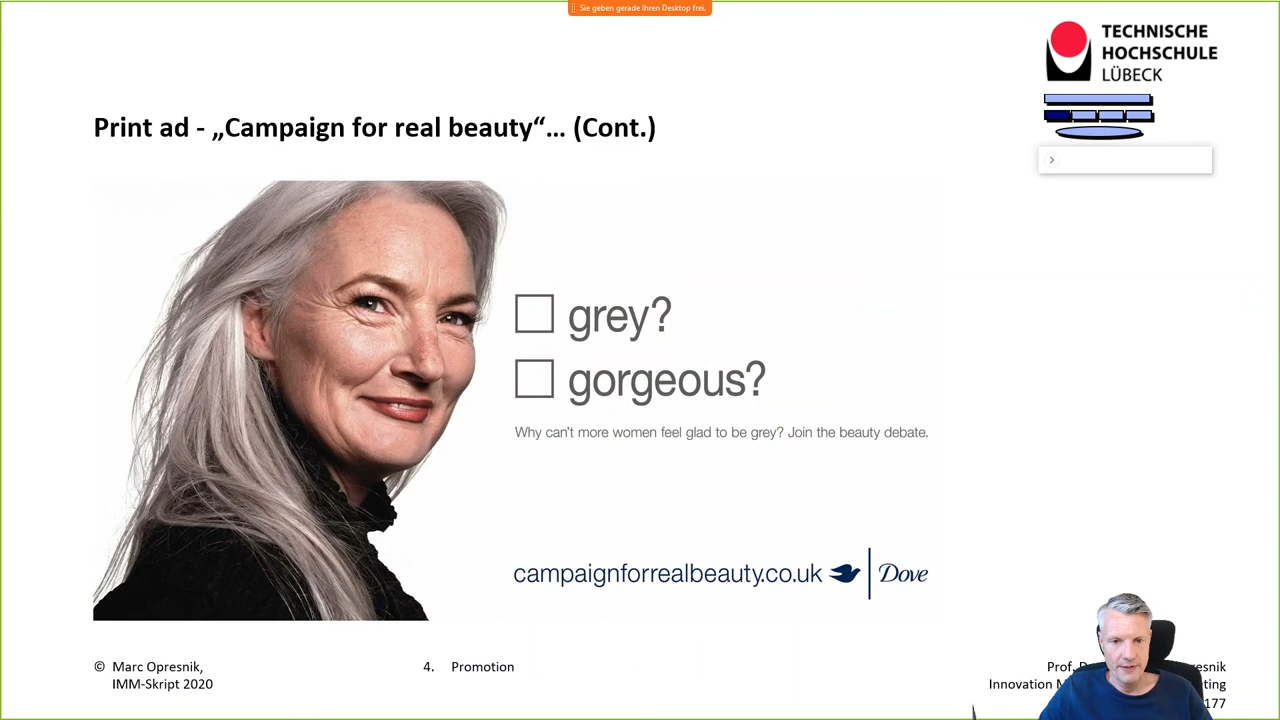 Sie geben gerade Ihren Desktop frei.
TECHNISCHE
HOCHSCHULE
LÜBECK
Print ad - „Campaign for real beauty“... (Cont.)
grey?
gorgeous?
Why can't more women feel glad to be grey? Join the beauty debate.
campaignforrealbeauty.co.uk
Dove
© Marc Opresnik,
IMM-Skript 2020
4. Promotion
Prof.
Innovation
177